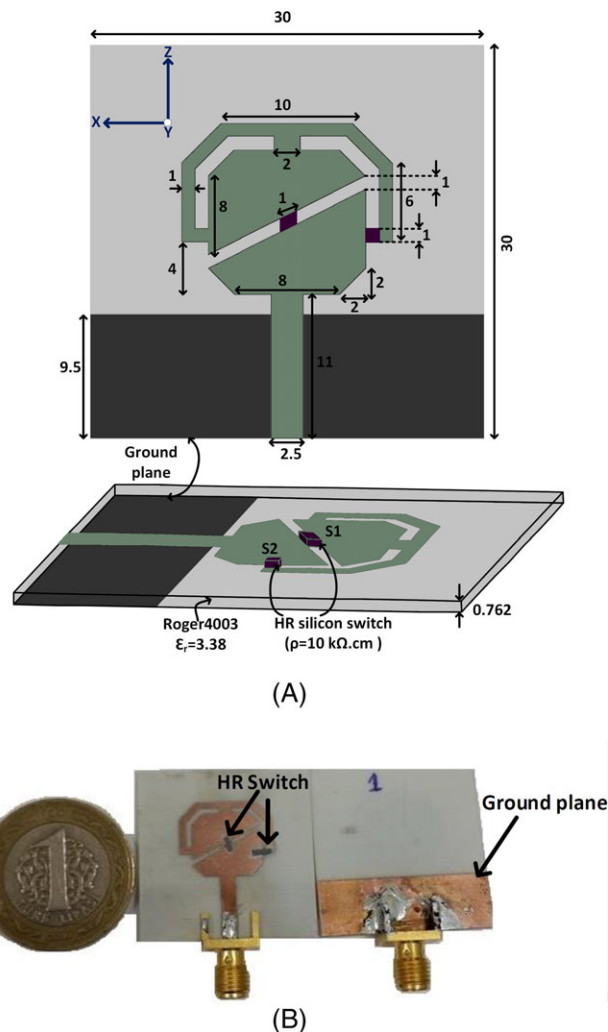 30
Z
X
Y
10
2
1
1
8
1
6
1
4
8
2
2
30
9.5
11
2.5
Ground
plane
S1
S2
Roger4003
Ɛr=3.38
HR silicon switch
(ρ=10 kΩ.cm )
0.762
(A)
HR Switch
1
Ground plane
1
(B)